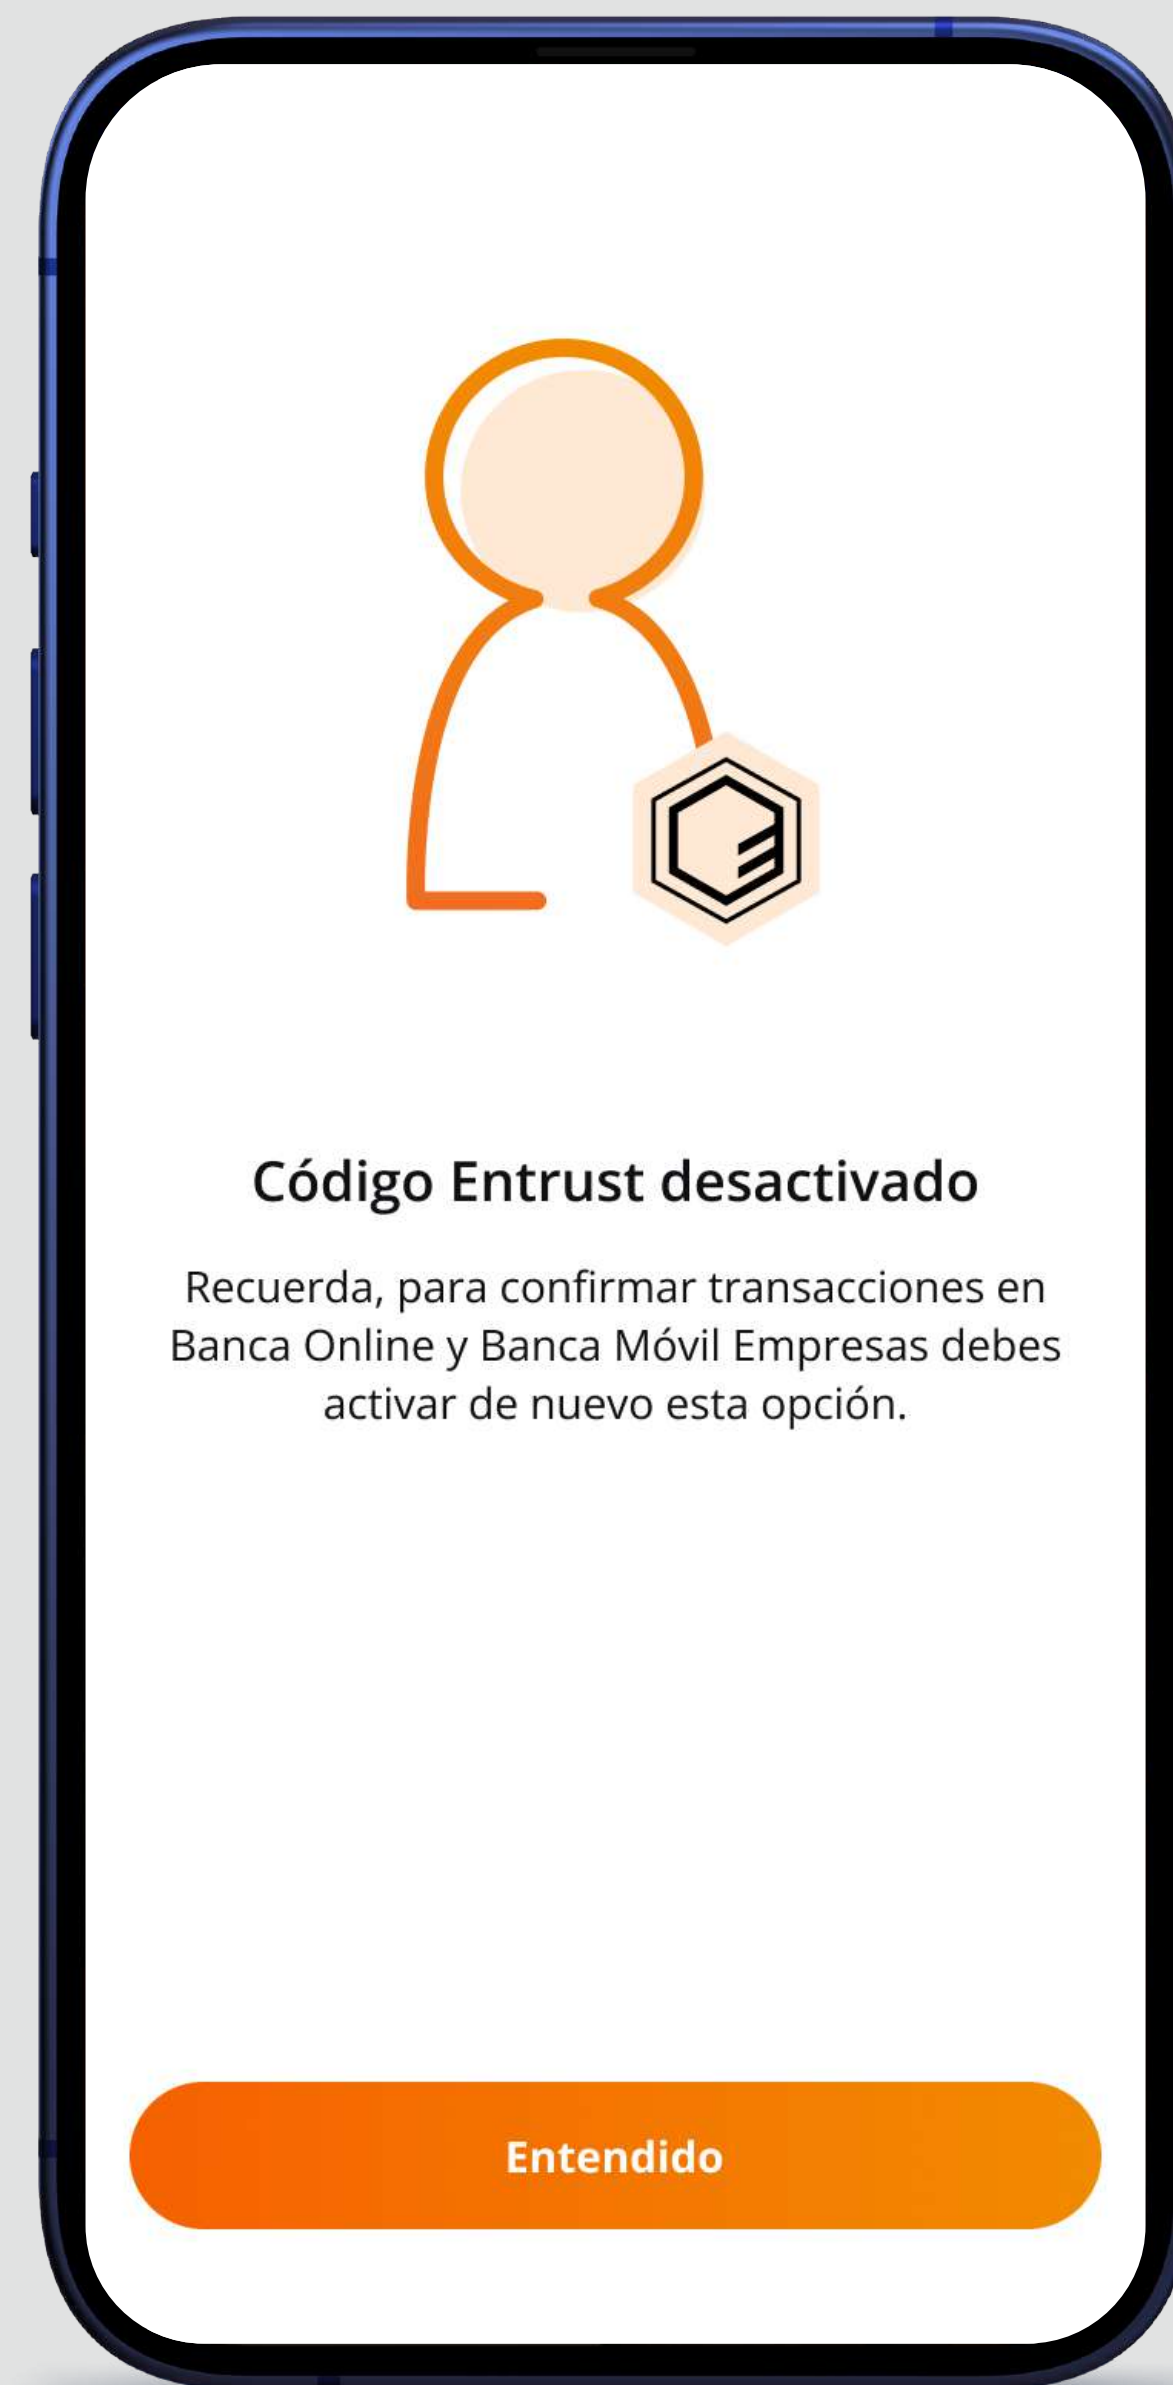 Código Entrust desactivado
Recuerda, para confirmar transacciones en
Banca Online y Banca Móvil Empresas debes
activar de nuevo esta opción.
Entendido